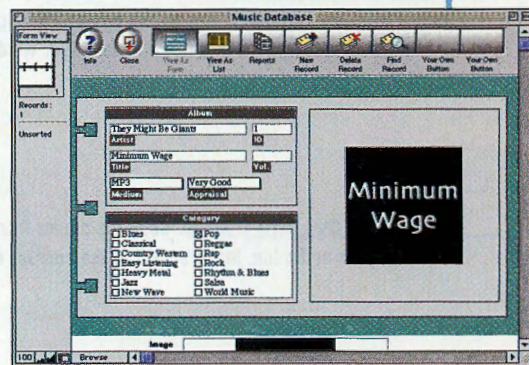 Music Database
Form View
Info
Close
View As Form
View As List
Reports
New Record
Delete Record
Find Record
Your Own Button
Your Own Button
1
Records:
1
Unsorted
Album
They Might Be Giants 1
Artist ID
Minimum Wage
Title Vol.
MP3 Very Good
Medium Appraisal
Category
Blues Pop
Classical Reggae
Country Western Rap
Easy Listening Rock
Heavy Metal Rhythm & Blues
Jazz Salsa
New Wave World Music
Minimum
Wage
Image
100 Browse